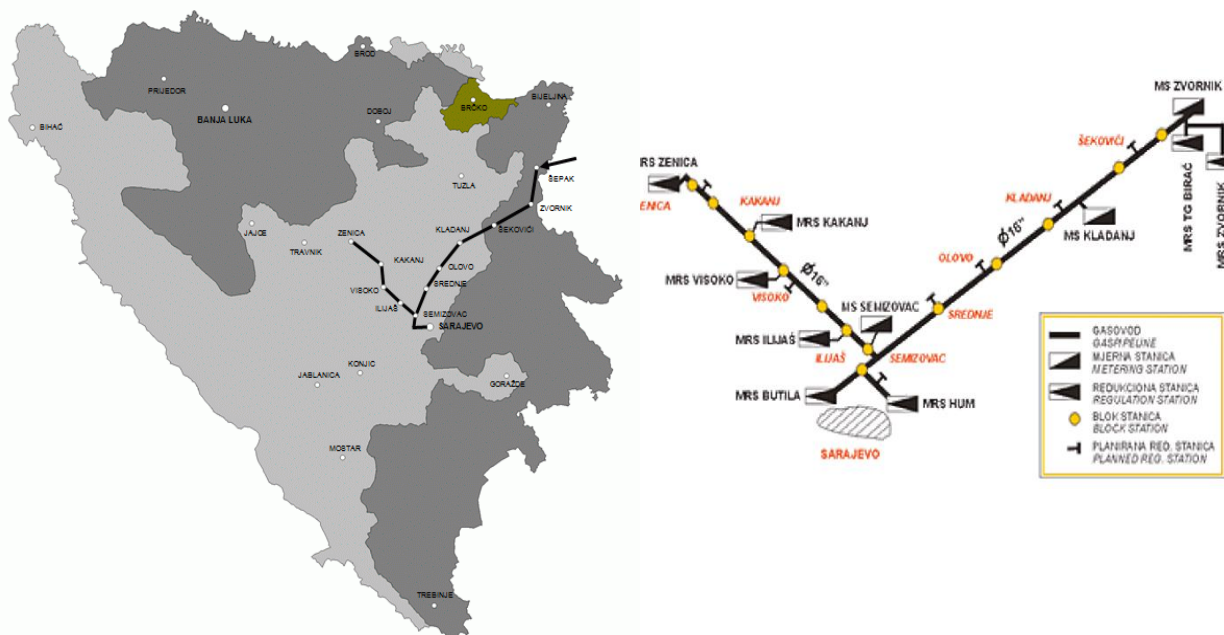 BROD
PRIJEDOR
BRČKO
BIJELJINA
BANJA LUKA
DOBOJ
BIHAĆ
ŠEPAK
TUZLA
ZVORNIK
JAJCE
ŠEKOVIĆI
ZENICA
KLADANJ
TRAVNIK
KAKANJ
OLOVO
VISOKO
SREDNJE
ILIJAŠ
SEMIZOVAC
SARAJEVO
KONJIC
JABLANICA
GORAŽDE
MOSTAR
TREBINJE
MS ZVORNIK
ŠEKOVIĆI
MRS TG BIRAČ
MRS ZVORNIK
RS ZENICA
ENICA
KAKANJ
MRS KAKANJ
KLADANJ
MS KLADANJ
Ø16"
OLOVO
Ø16"
MRS VISOKO
VISOKO
MS SEMIZOVAC
SREDNJE
MRS ILIJAŠ
ILIJAŠ
SEMIZOVAC
MRS BUTILA
MRS HUM
SARAJEVO
GASOVOD
GASPIPELINE
MJERNA STANICA
METERING STATION
REDUKCIONA STANICA
REGULATION STATION
BLOK STANICA
BLOCK STATION
PLANIRANA RED. STANICA
PLANNED REG. STATION